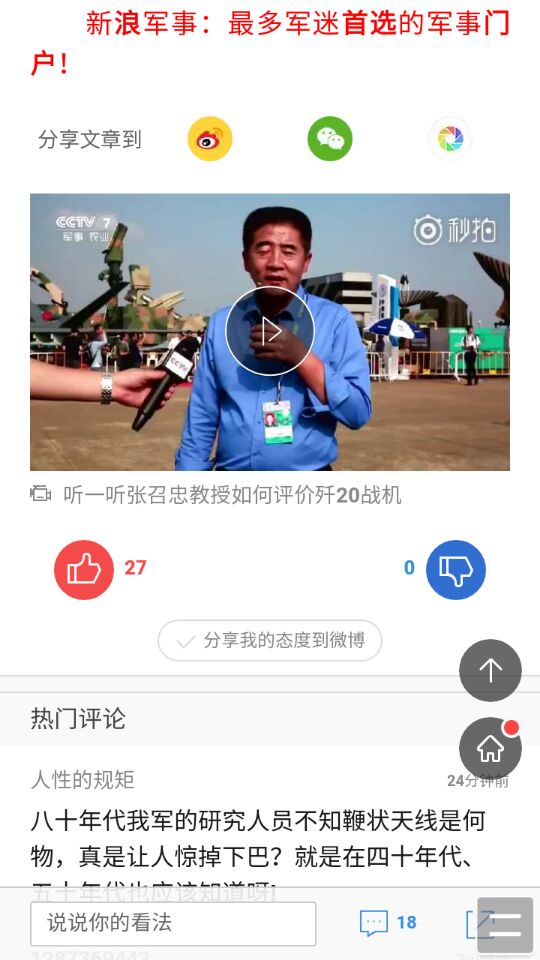 新浪军事：最多军迷首选的军事门
户！
分享文章到
CCTV 7
军事 农业
秒拍
CCTV
听一听张召忠教授如何评价歼20战机
27
0
分享我的态度到微博
热门评论
人性的规矩
24分钟前
八十年代我军的研究人员不知鞭状天线是何
物，真是让人惊掉下巴？就是在四十年代、
五十年代也应该知道呀!
说说你的看法
18
1287369443